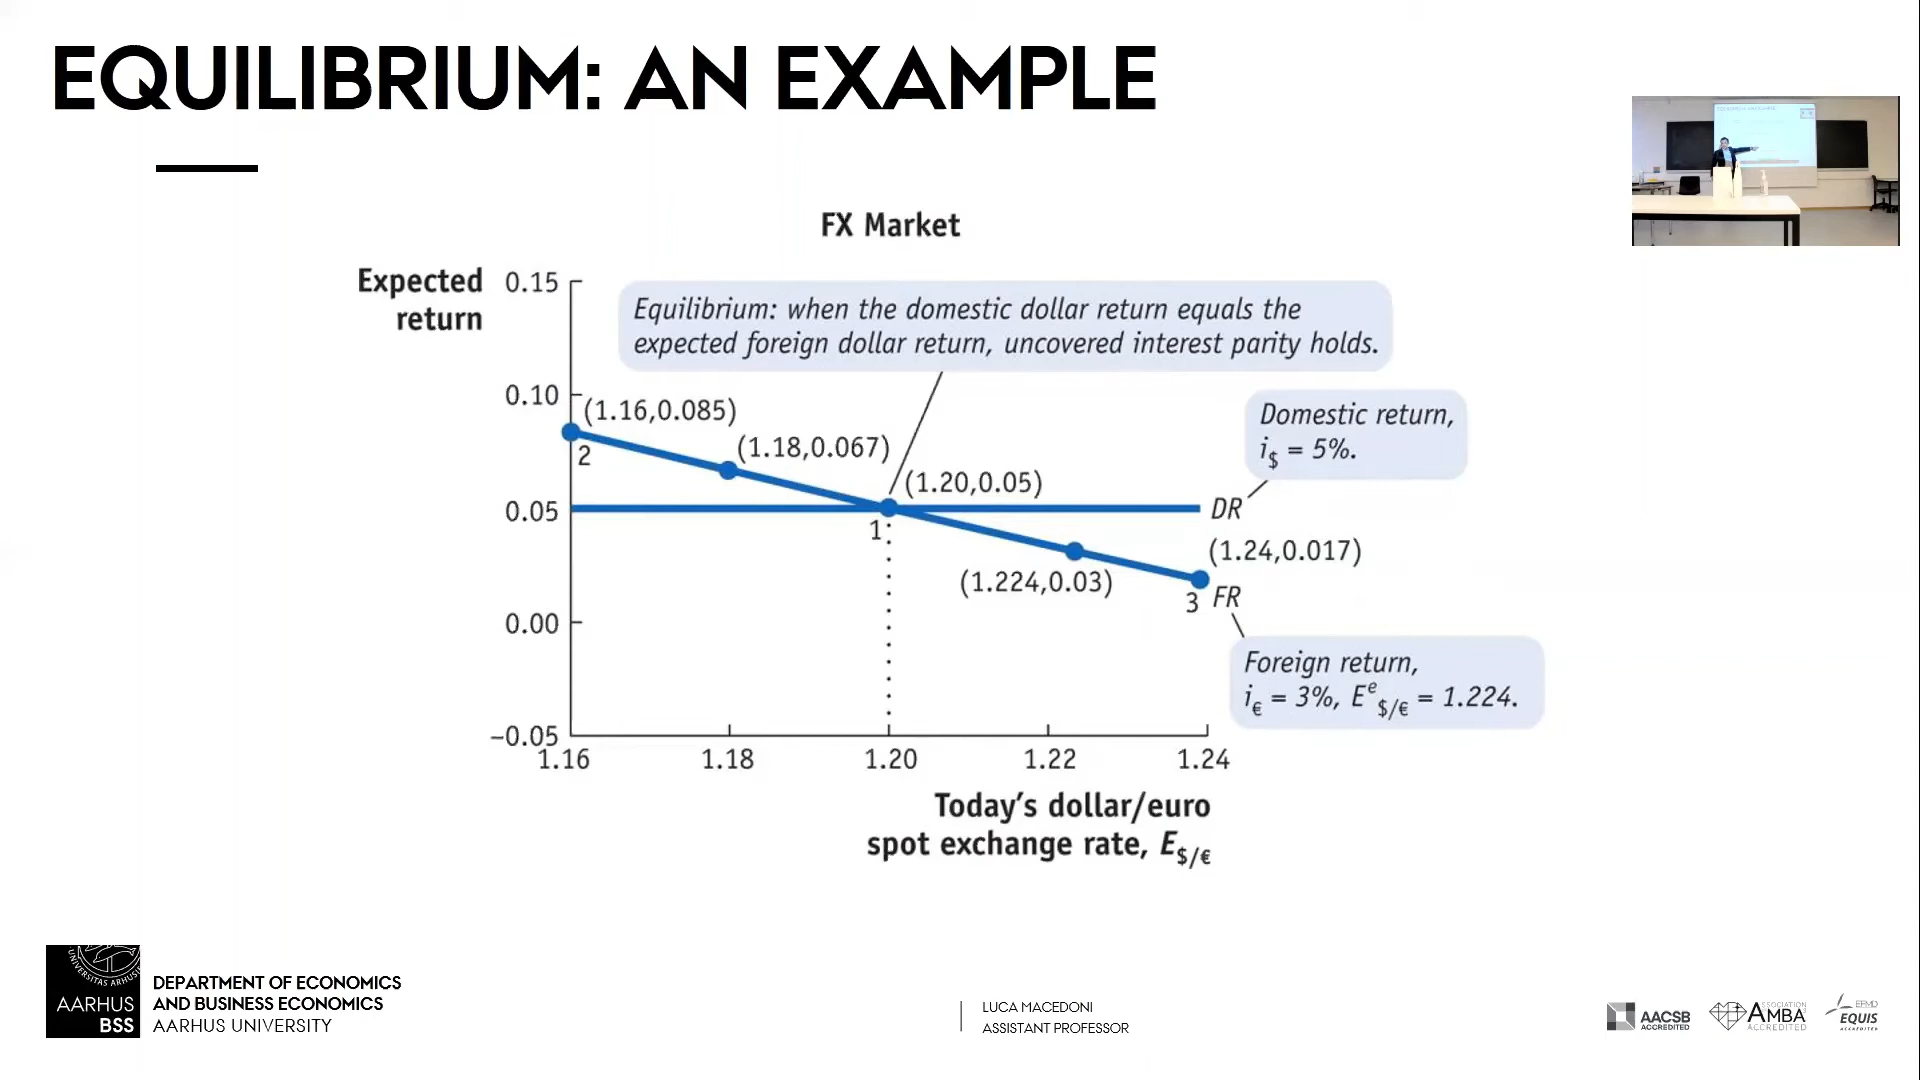 EQUILIBRIUM: AN EXAMPLE
FX Market
Expected
return
0.15
0.10
0.05
0.00
−0.05
Equilibrium: when the domestic dollar return equals the
expected foreign dollar return, uncovered interest parity holds.
(1.16,0.085)
2
(1.18,0.067)
(1.20,0.05)
1
Domestic return,
i$ = 5%.
DR
(1.24,0.017)
(1.224,0.03)
3
FR
Foreign return,
i€ = 3%, Ee$/€ = 1.224.
1.16
1.18
1.20
1.22
1.24
Today's dollar/euro
spot exchange rate, E$/€
AARHUS
BSS
DEPARTMENT OF ECONOMICS
AND BUSINESS ECONOMICS
AARHUS UNIVERSITY
LUCA MACEDONI
ASSISTANT PROFESSOR
AACSB
ACCREDITED
ASSOCIATION
AMBA
ACCREDITED
EFMD
EQUIS
ACCREDITED